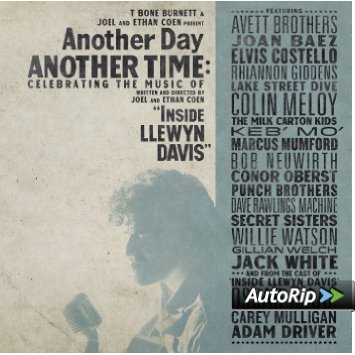 T BONE BURNETT &
JOEL AND ETHAN COEN PRESENT
Another Day
ANOTHER TIME:
CELEBRATING THE MUSIC OF
WRITTEN AND DIRECTED BY
JOEL AND ETHAN COEN
"INSIDE
LLEWYN
DAVIS"
FEATURING
AVETT BROTHERS
JOAN BAEZ
ELVIS COSTELLO
RHIANNON GIDDENS
LAKE STREET DIVE
COLIN MELOY
THE MILK CARTON KIDS
KEB' MO'
MARCUS MUMFORD
BOB NEUWIRTH
CONOR OBERST
PUNCH BROTHERS
DAVE RAWLINGS MACHINE
SECRET SISTERS
WILLIE WATSON
GILLIAN WELCH
JACK WHITE
AND FROM THE CAST OF
"INSIDE LLEWYN DAVIS"
AutoRip
CAREY MULLIGAN
ADAM DRIVER